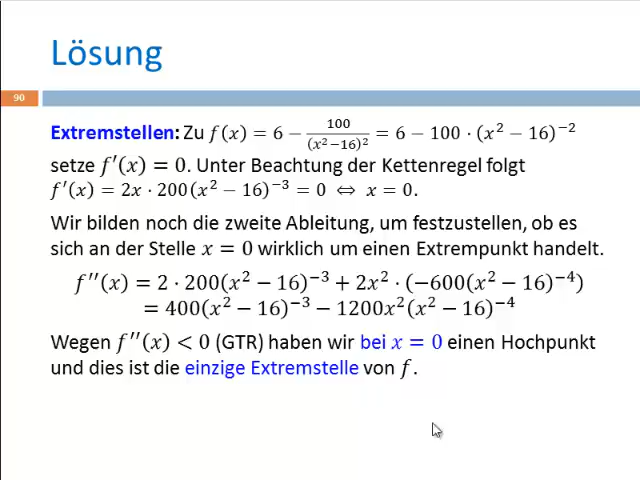 Lösung
90
Extremstellen: Zu f(x) = 6 − 100/(x² − 16)² = 6 − 100 · (x² − 16)⁻²
setze f′(x) = 0. Unter Beachtung der Kettenregel folgt
f′(x) = 2x · 200(x² − 16)⁻³ = 0 ⇔ x = 0.
Wir bilden noch die zweite Ableitung, um festzustellen, ob es
sich an der Stelle x = 0 wirklich um einen Extrempunkt handelt.
f′′(x) = 2 · 200(x² − 16)⁻³ + 2x² · (−600(x² − 16)⁻⁴)
= 400(x² − 16)⁻³ − 1200x²(x² − 16)⁻⁴
Wegen f′′(x) < 0 (GTR) haben wir bei x = 0 einen Hochpunkt
und dies ist die einzige Extremstelle von f.